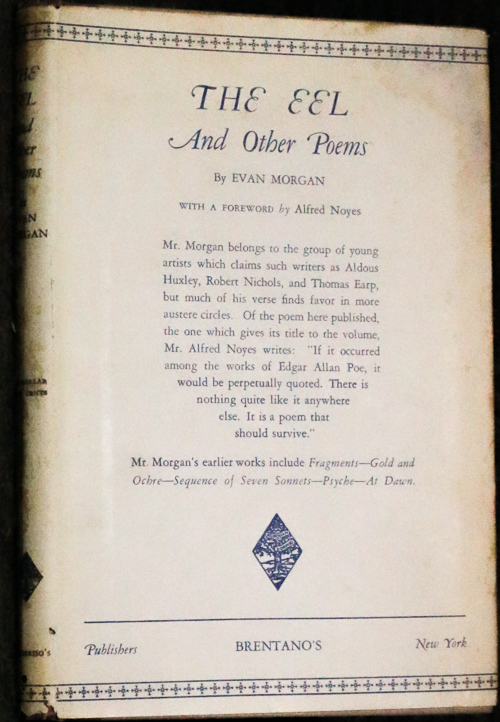 THE EEL
And Other Poems
By EVAN MORGAN
WITH A FOREWORD by Alfred Noyes
Mr. Morgan belongs to the group of young
artists which claims such writers as Aldous
Huxley, Robert Nichols, and Thomas Earp,
but much of his verse finds favor in more
austere circles. Of the poem here published,
the one which gives its title to the volume,
Mr. Alfred Noyes writes: "If it occurred
among the works of Edgar Allan Poe, it
would be perpetually quoted. There is
nothing quite like it anywhere
else. It is a poem that
should survive."
Mr. Morgan's earlier works include Fragments—Gold and
Ochre—Sequence of Seven Sonnets—Psyche—At Dawn.
Publishers BRENTANO'S New York